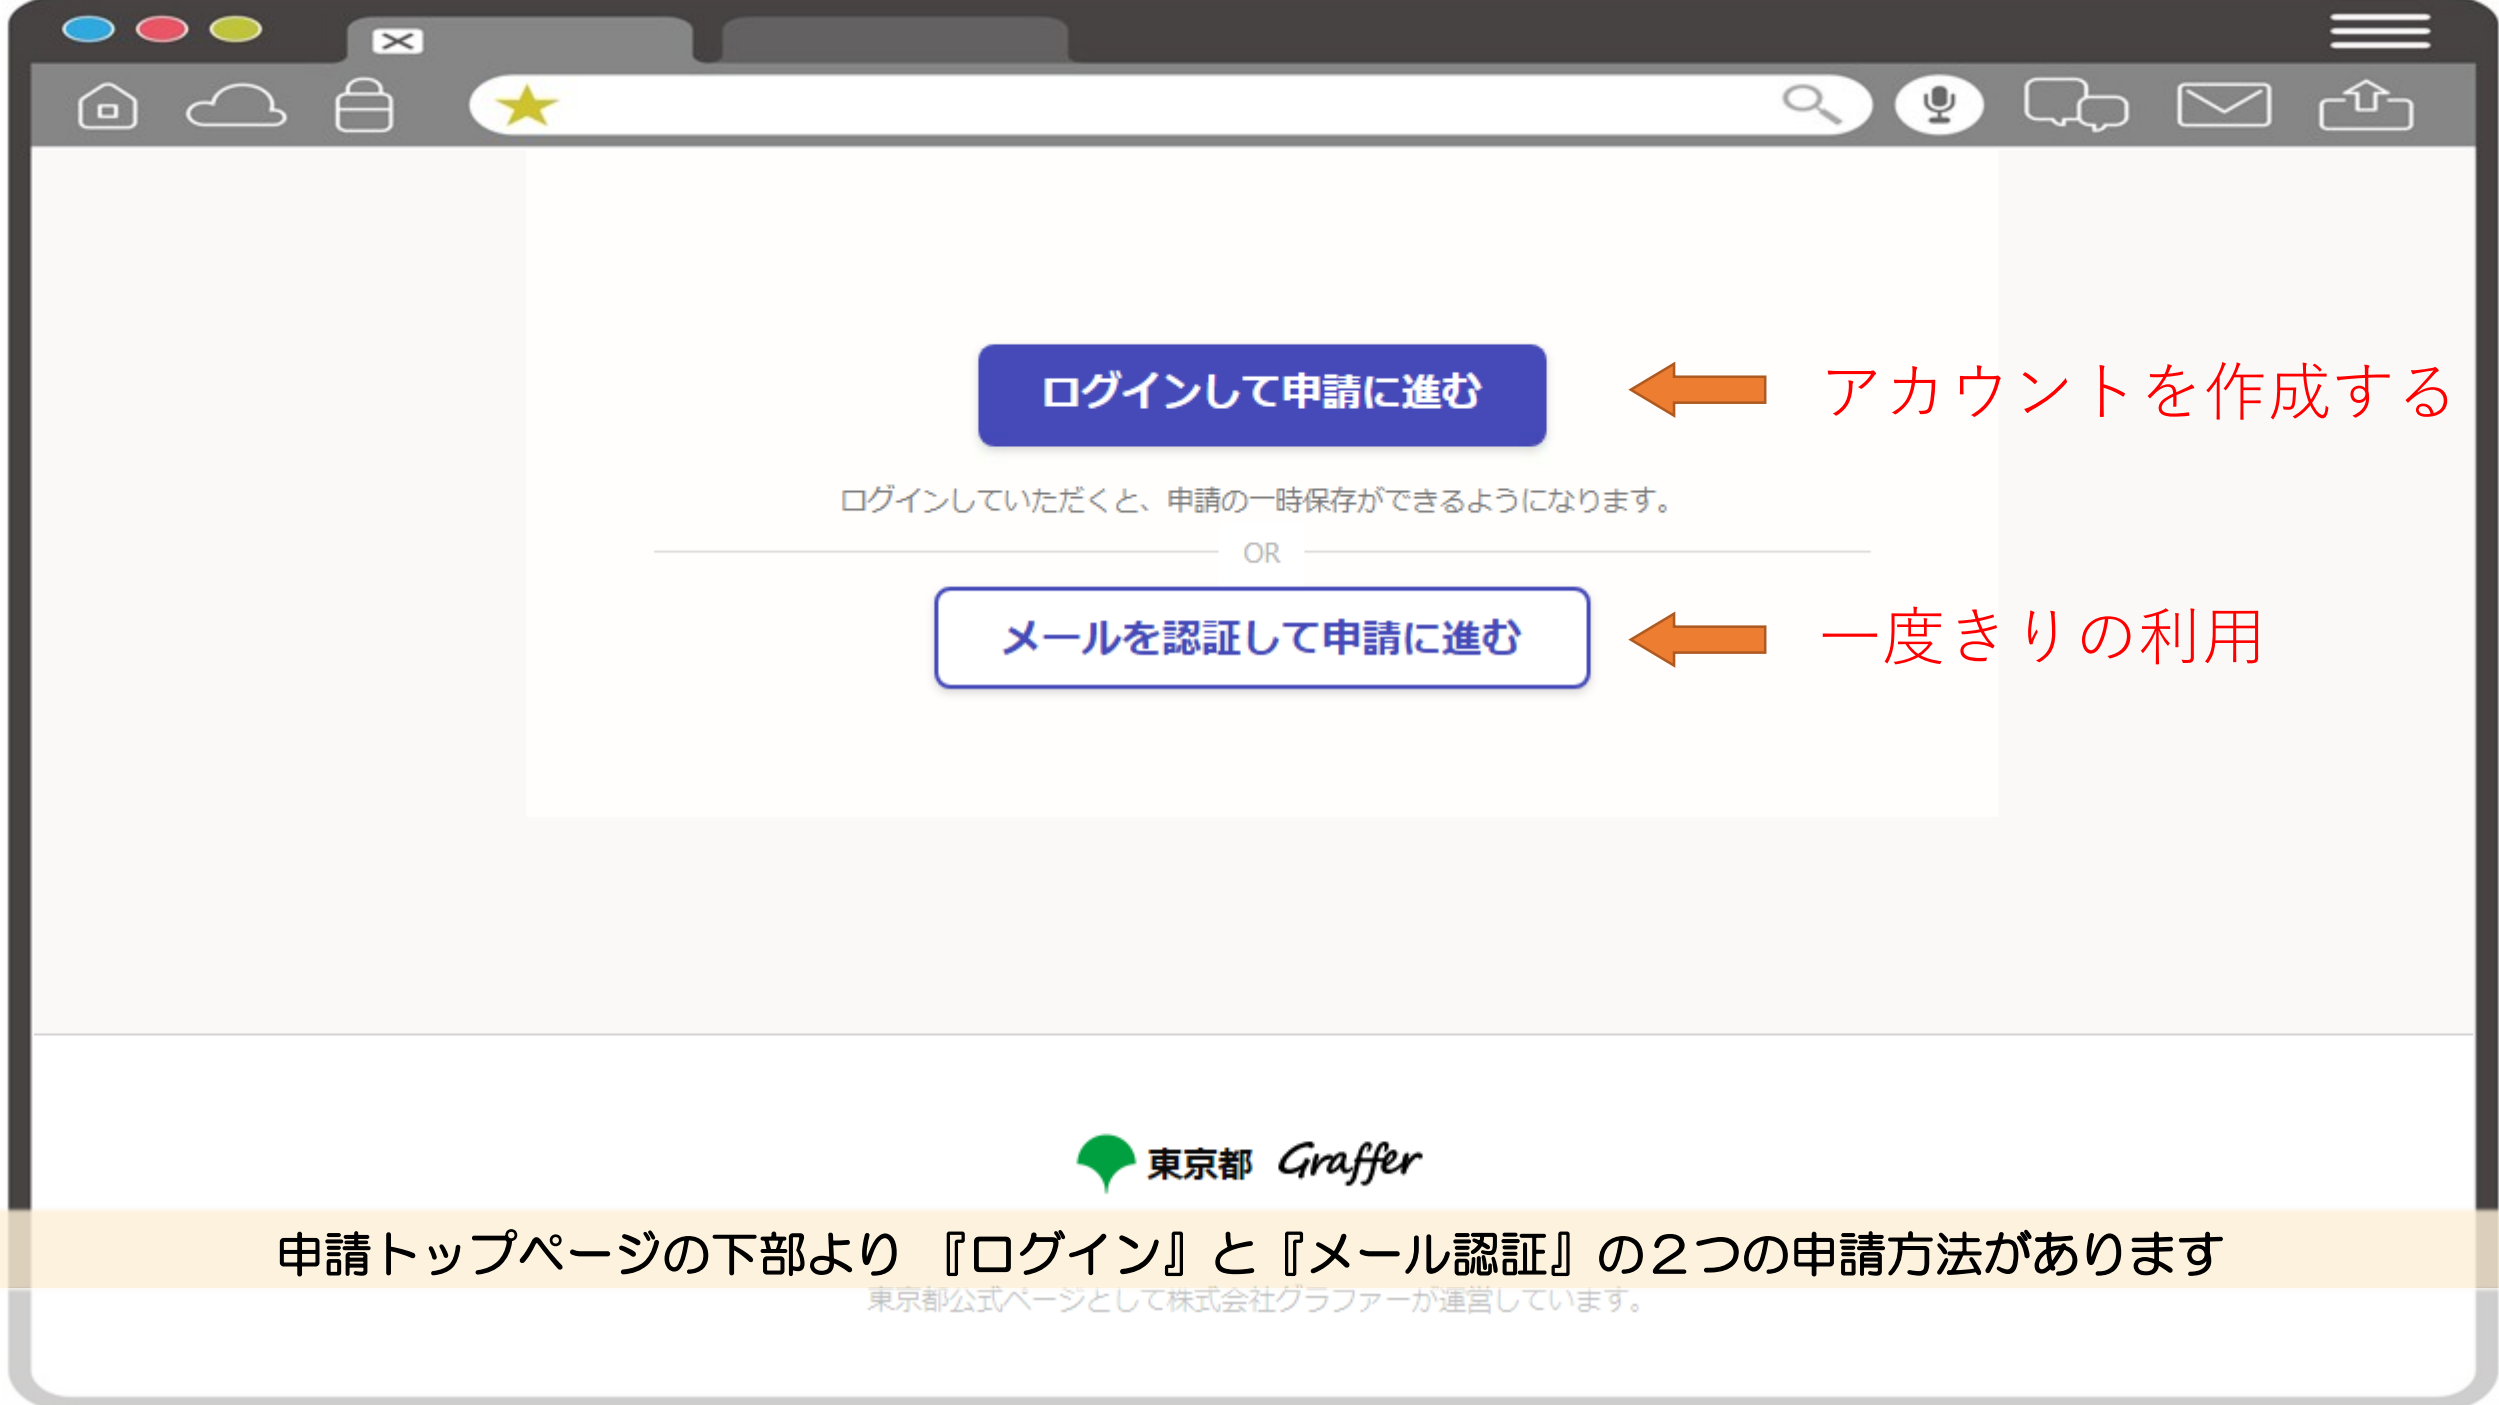 ログインして申請に進む
アカウントを作成する
ログインしていただくと、申請の一時保存ができるようになります。
OR
メールを認証して申請に進む
一度きりの利用
東京都 Graffer
申請トップページの下部より『ログイン』と『メール認証』の2つの申請方法があります
東京都公式ページとして株式会社グラファーが運営しています。